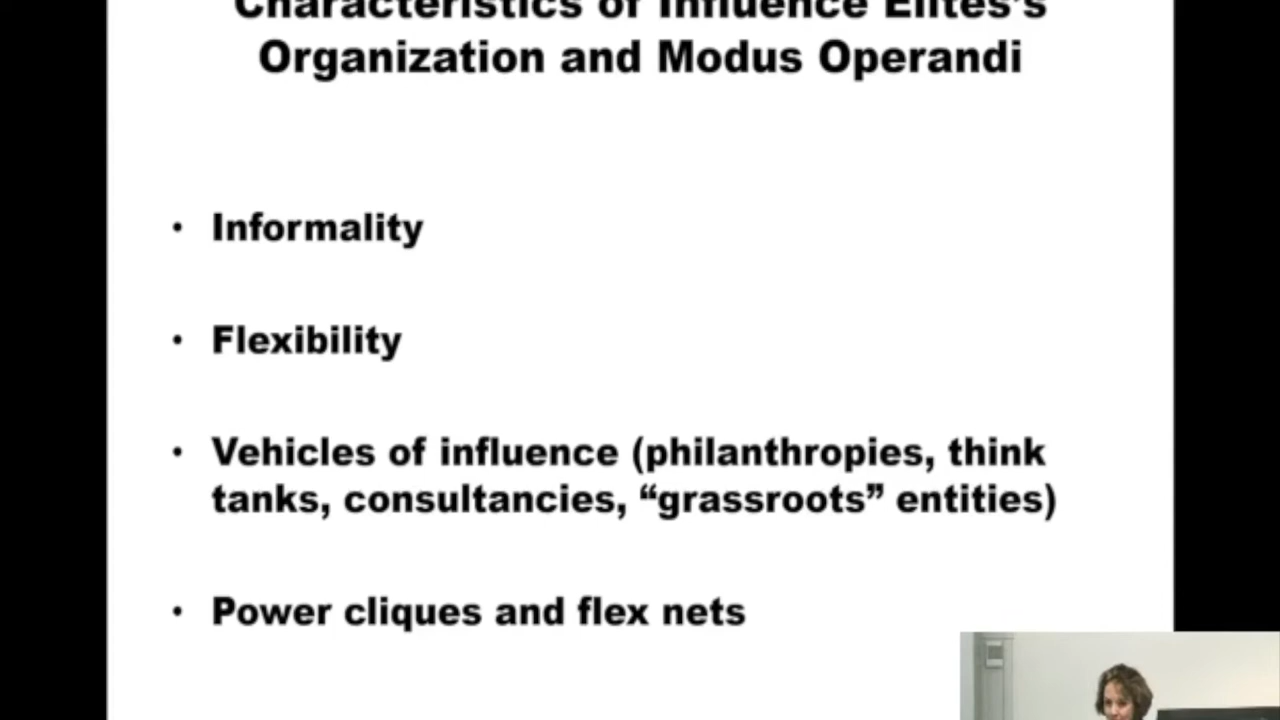 Characteristics of Influence Elites's
Organization and Modus Operandi
• Informality
• Flexibility
• Vehicles of influence (philanthropies, think
tanks, consultancies, “grassroots” entities)
• Power cliques and flex nets